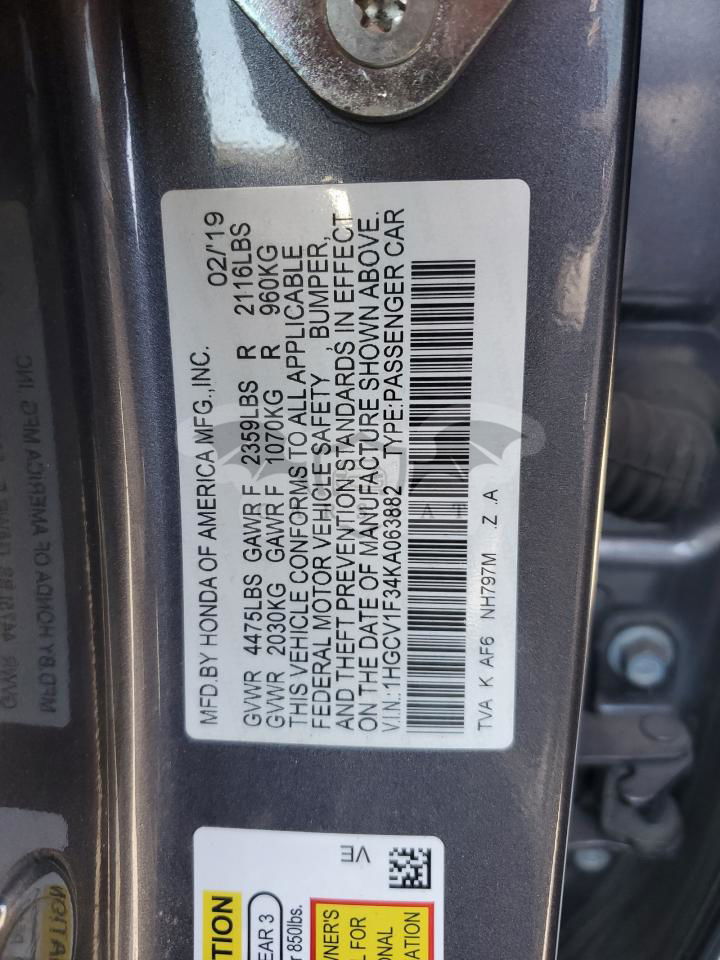 MFD.BY HONDA OF AMERICA MFG.,INC. 02/'19
GVWR 4475LBS GAWR F 2359LBS R 2116LBS
GVWR 2030KG GAWR F 1070KG R 960KG
THIS VEHICLE CONFORMS TO ALL APPLICABLE
FEDERAL MOTOR VEHICLE SAFETY , BUMPER,
AND THEFT PREVENTION STANDARDS IN EFFECT
ON THE DATE OF MANUFACTURE SHOWN ABOVE.
V.I.N.:1HGCV1F34KA063882 TYPE:PASSENGER CAR
TVA K AF6 NH797M .Z .A
VE
850lbs.